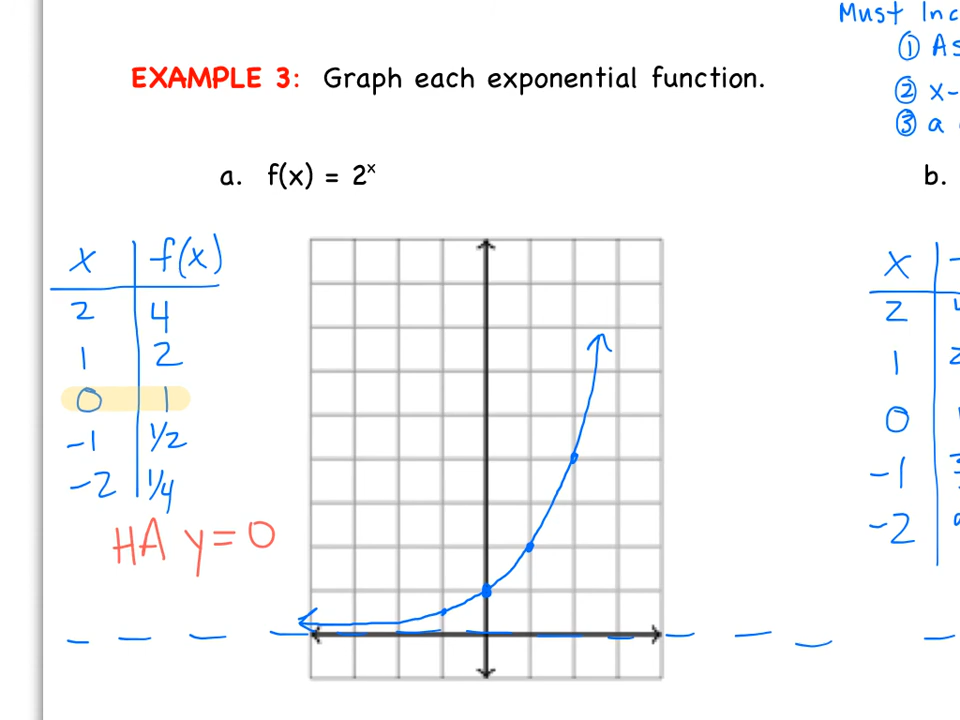 Must Inc
① As
EXAMPLE 3: Graph each exponential function.
② x-
③ a
a. f(x) = 2ˣ
b.
x f(x)
2 4
1 2
0 1
-1 1/2
-2 1/4
HA y = 0
x
2
1
0
-1
-2